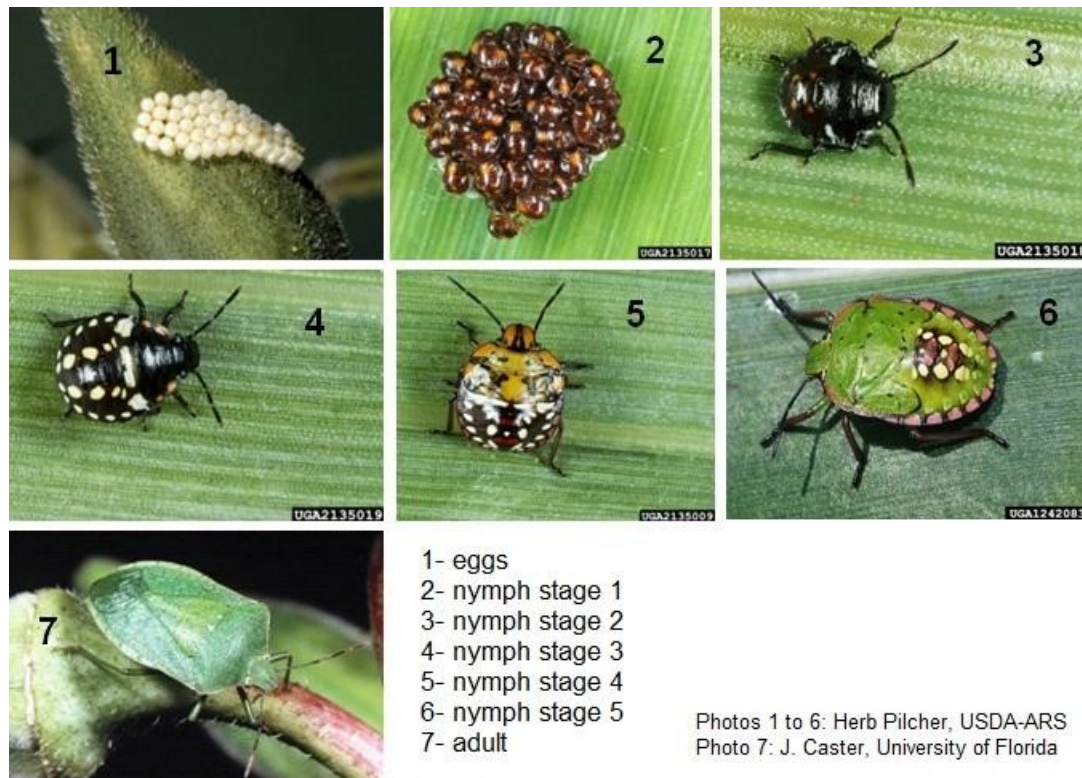 1
2
3
UGA2135017
UGA2135018
4
5
6
UGA2135019
UGA2135009
UGA1242083
7
1- eggs
2- nymph stage 1
3- nymph stage 2
4- nymph stage 3
5- nymph stage 4
6- nymph stage 5
7- adult
Photos 1 to 6: Herb Pilcher, USDA-ARS
Photo 7: J. Caster, University of Florida